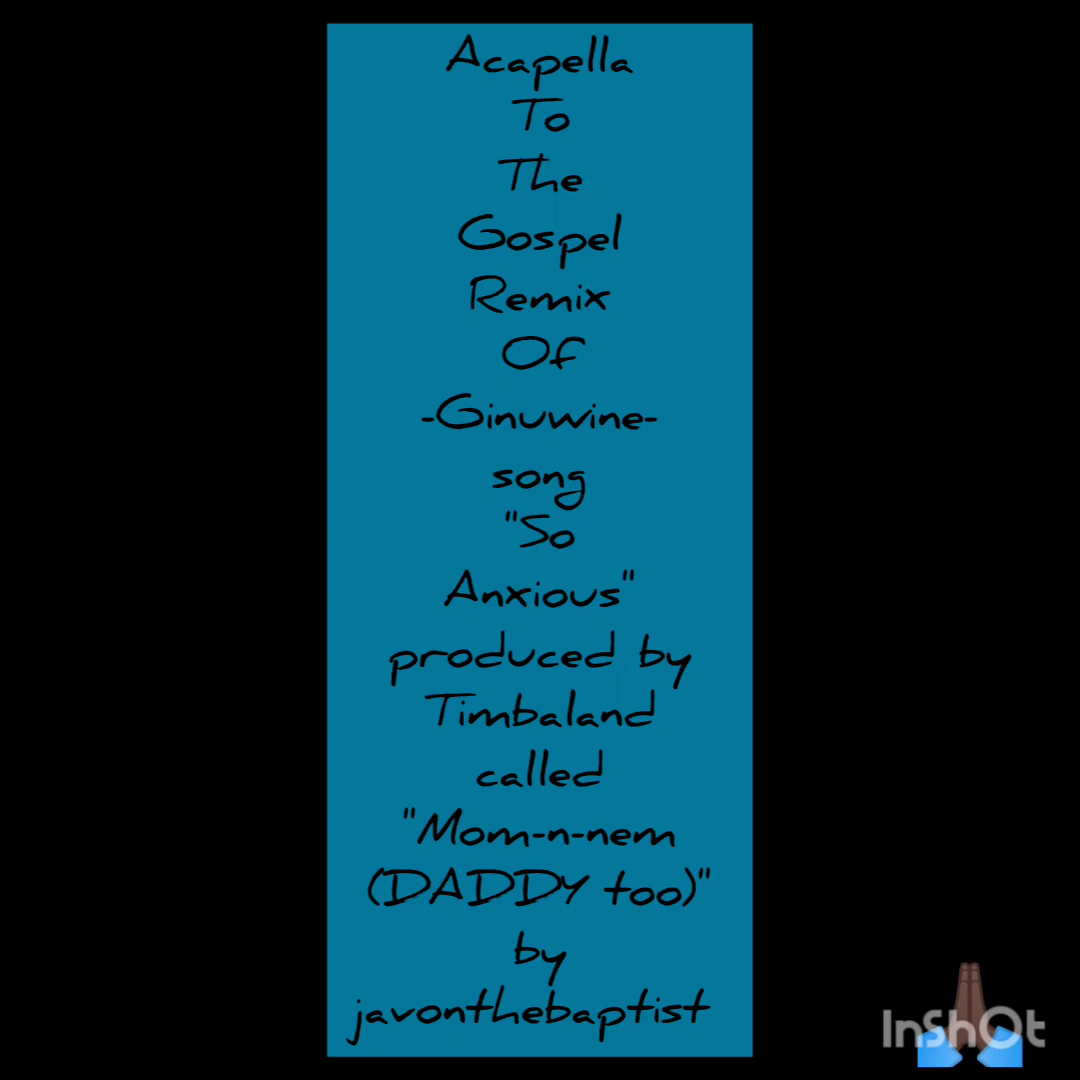 Acapella
To
The
Gospel
Remix
Of
-Ginuwine-
song
"So
Anxious"
produced by
Timbaland
called
"Mom-n-nem
(DADDY too)"
by
javonthebaptist
InShOt